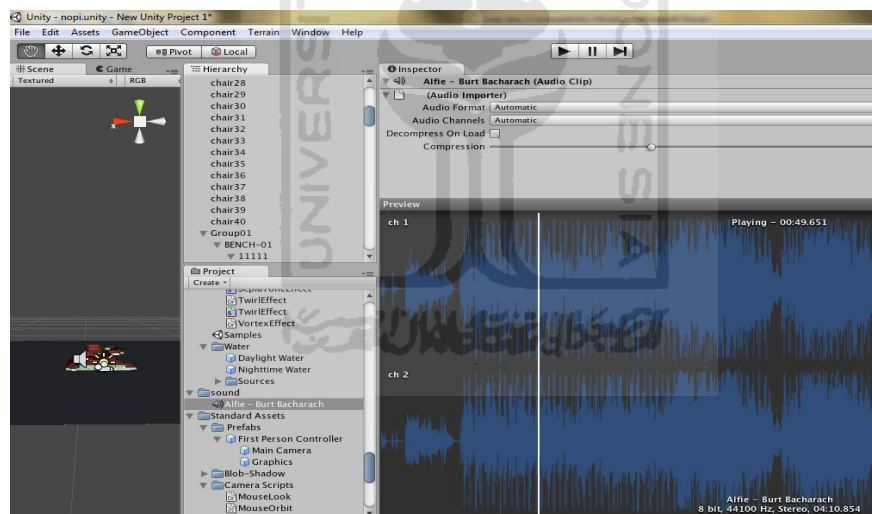 Unity - nopi.unity - New Unity Project 1*
File Edit Assets GameObject Component Terrain Window Help
Pivot Local
Scene Game
Textured RGB
x
Hierarchy
chair28
chair29
chair30
chair31
chair32
chair33
chair34
chair35
chair36
chair37
chair38
chair39
chair40
Group01
BENCH-01
11111
Project
Create
SepiaToneEffect
TwirlEffect
TwirlEffect
VortexEffect
Samples
Water
Daylight Water
Nighttime Water
Sources
sound
Alfie - Burt Bacharach
Standard Assets
Prefabs
First Person Controller
Main Camera
Graphics
Blob-Shadow
Camera Scripts
MouseLook
MouseOrbit
Inspector
Alfie - Burt Bacharach (Audio Clip)
(Audio Importer)
Audio Format Automatic
Audio Channels Automatic
Decompress On Load
Compression
Preview
ch 1
Playing - 00:49.651
ch 2
Alfie - Burt Bacharach
8 bit, 44100 Hz, Stereo, 04:10.854